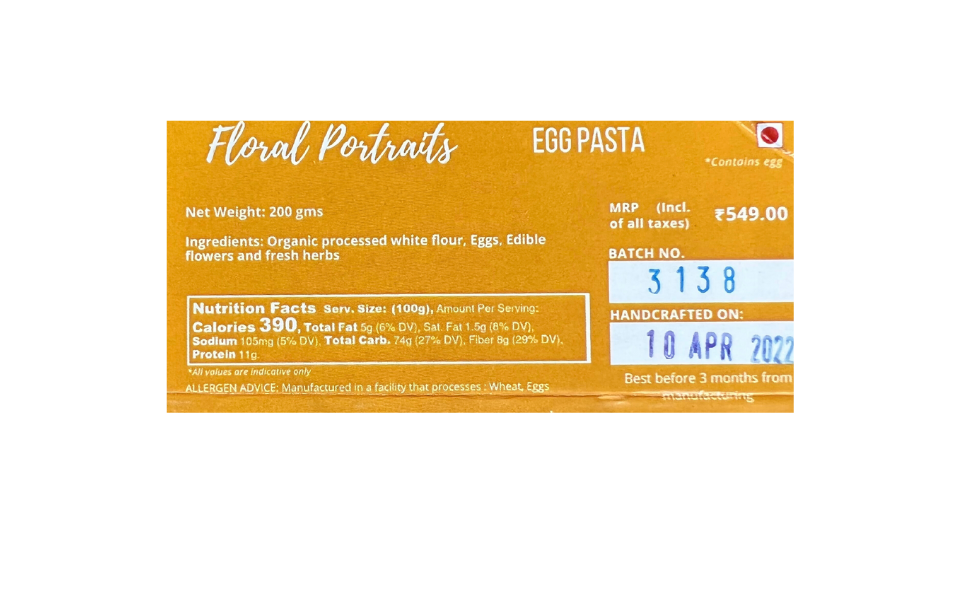 Floral Portraits
EGG PASTA
*Contains egg
Net Weight: 200 gms
Ingredients: Organic processed white flour, Eggs, Edible
flowers and fresh herbs
MRP (Incl.
of all taxes) ₹549.00
BATCH NO.
3138
HANDCRAFTED ON:
10 APR 2022
Best before 3 months from
manufacturing
Nutrition Facts Serv. Size: (100g), Amount Per Serving:
Calories 390, Total Fat 5g (6% DV), Sat. Fat 1.5g (8% DV),
Sodium 105mg (5% DV), Total Carb. 74g (27% DV), Fiber 8g (29% DV),
Protein 11g.
*All values are indicative only
ALLERGEN ADVICE: Manufactured in a facility that processes : Wheat, Eggs